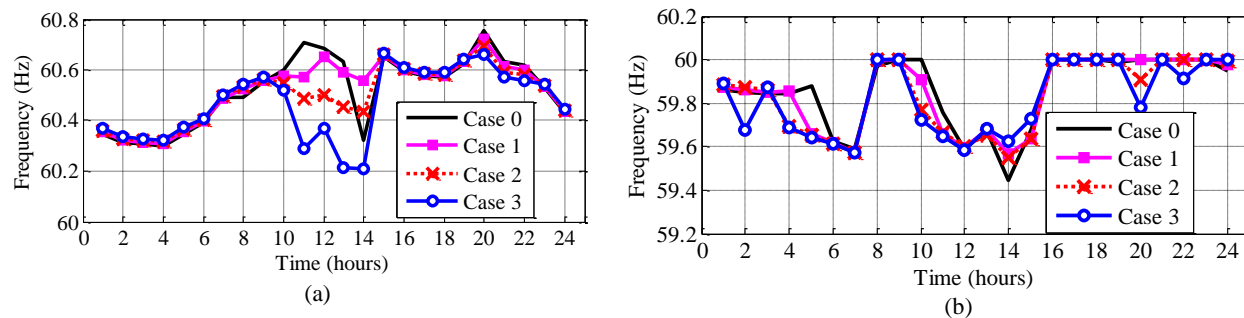 60.8
60.6
60.4
60.2
60
Frequency (Hz)
Case 0
Case 1
Case 2
Case 3
0 2 4 6 8 10 12 14 16 18 20 22 24
Time (hours)
(a)
(b)
60.2
60
59.8
59.6
59.4
59.2
Frequency (Hz)
Case 0
Case 1
Case 2
Case 3
0 2 4 6 8 10 12 14 16 18 20 22 24
Time (hours)
(b)